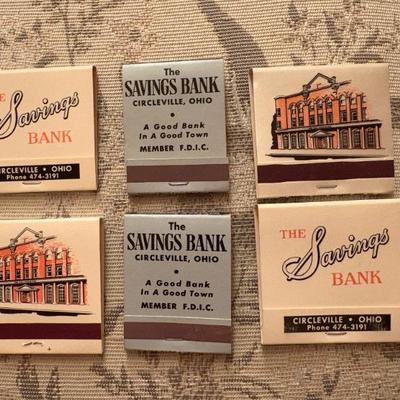 THE
Savings
BANK
CIRCLEVILLE • OHIO
Phone 474-3191
The
SAVINGS BANK
CIRCLEVILLE, OHIO
•
A Good Bank
In A Good Town
MEMBER F.D.I.C.
The
SAVINGS BANK
CIRCLEVILLE, OHIO
•
A Good Bank
In A Good Town
MEMBER F.D.I.C.
THE
Savings
BANK
CIRCLEVILLE • OHIO
Phone 474-3191